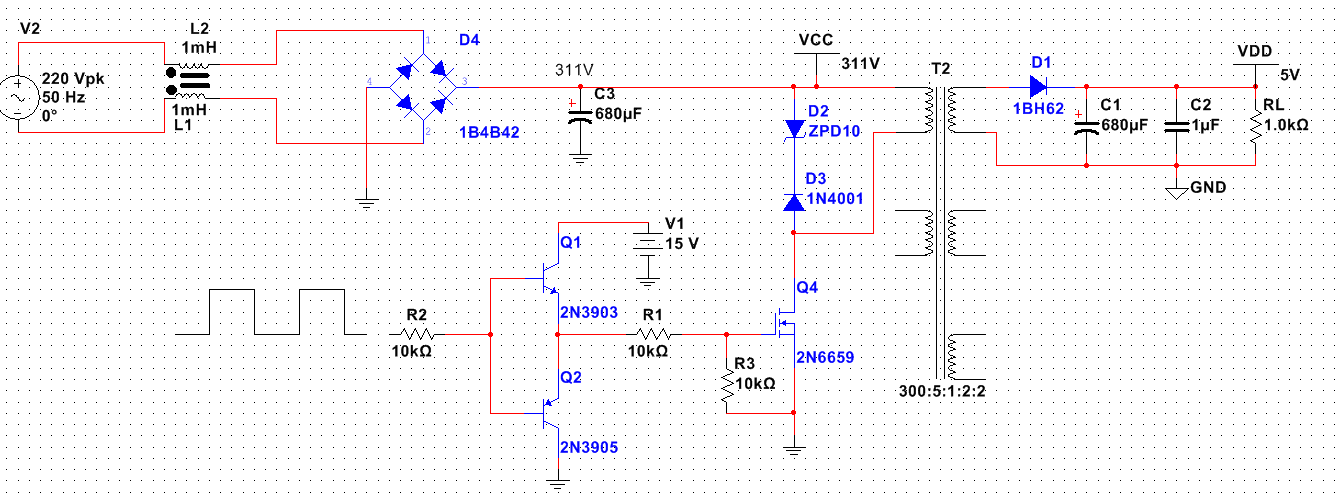 V2
220 Vpk
50 Hz
0°
L2
1mH
1mH
L1
D4
1
4
3
2
1B4B42
311V
C3
+
680µF
VCC
311V
D2
ZPD10
D3
1N4001
T2
300:5:1:2:2
D1
1BH62
C1
+
680µF
C2
1µF
VDD
5V
RL
1.0kΩ
GND
V1
15 V
Q1
2N3903
R2
10kΩ
R1
10kΩ
Q2
2N3905
R3
10kΩ
Q4
2N6659